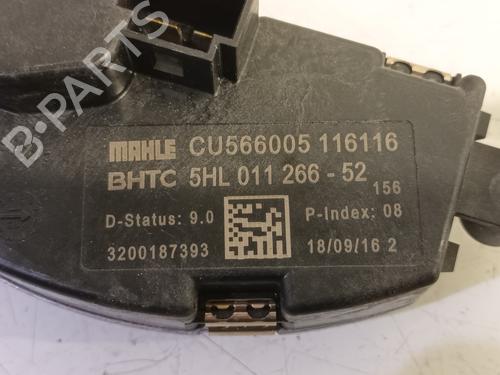 MAHLE CU566005 116116
BHTC 5HL 011 266 - 52
156
D-Status: 9.0 P-Index: 08
3200187393 18/09/16 2
B-PARTS